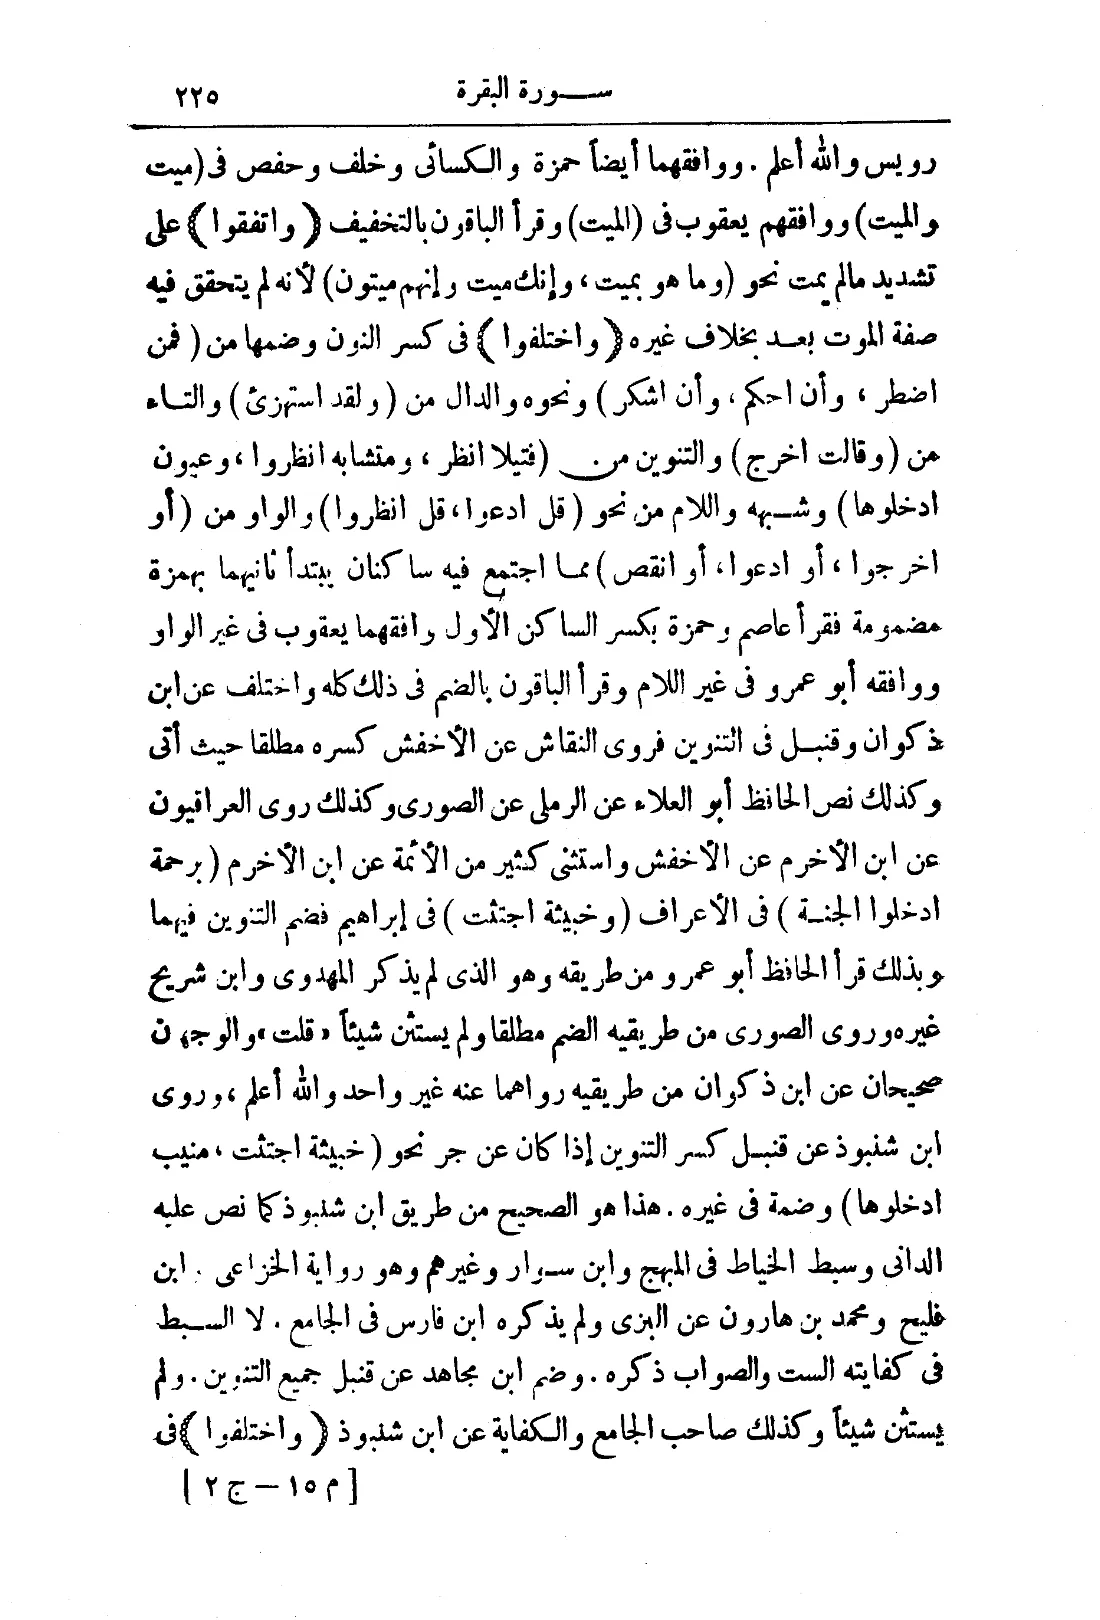 سورة البقرة ٢٢٥
رويس والله أعلم . ووافقهما أيضاً حمزة والكسائى وخلف وحفص فى (ميت
والميت) ووافقهم يعقوب فى (الميت) وقرأ الباقون بالتخفيف ﴿ واتفقوا ﴾ على
تشديد مالم يمت نحو (وما هو بميت ، وإنك ميت وإنهم ميتون) لأنه لم يتحقق فيه
صفة الموت بعد بخلاف غيره ﴿ واختلفوا ﴾ فى كسر النون وضمها من ( فمن
اضطر ، وأن احكم ، وأن اشكر ) ونحوه والدال من ( ولقد استهزئ ) والتاء
من ( وقالت اخرج ) والتنوين من (فتيلا انظر ، ومتشابه انظروا ، وعيون
ادخلوها ) وشبهه واللام من نحو ( قل ادعوا ، قل انظروا ) والواو من ( أو
اخرجوا ، أو ادعوا ، أو انقص ) مما اجتمع فيه ساكنان يبتدأ ثانيهما بهمزة
مضمومة فقرأ عاصم وحمزة بكسر الساكن الأول وافقهما يعقوب فى غير الواو
ووافقه أبو عمرو فى غير اللام وقرأ الباقون بالضم فى ذلك كله واختلف عن ابن
ذكوان وقنبل فى التنوين فروى النقاش عن الأخفش كسره مطلقا حيث أتى
وكذلك نص الحافظ أبو العلاء عن الرملى عن الصورى وكذلك روى العراقيون
عن ابن الأخرم عن الأخفش واستثنى كثير من الأئمة عن ابن الأخرم ( برحمة
ادخلوا الجنة ) فى الأعراف ( وخبيثة اجتثت ) فى إبراهيم فضم التنوين فيهما
وبذلك قرأ الحافظ أبو عمرو من طريقه وهو الذى لم يذكر المهدوى وابن شريح
غيره وروى الصورى من طريقيه الضم مطلقا ولم يستثن شيئاً « قلت » والوجهان
صحيحان عن ابن ذكوان من طريقيه رواهما عنه غير واحد والله أعلم ، وروى
ابن شنبوذ عن قنبل كسر التنوين إذا كان عن جر نحو ( خبيثة اجتثت ، منيب
ادخلوها ) وضمة فى غيره . هذا هو الصحيح من طريق ابن شنبوذ كما نص عليه
الدانى وسبط الخياط فى المبهج وابن سوار وغيرهم وهو رواية الخزاعى . ابن
فليح ومحمد بن هارون عن البزى ولم يذكره ابن فارس فى الجامع . لا السبط
فى كفايته الست والصواب ذكره . وضم ابن مجاهد عن قنبل جميع التنوين . ولم
يستثن شيئاً وكذلك صاحب الجامع والكفاية عن ابن شنبوذ ﴿ واختلفوا ﴾ فى
[ م ١٥ – ج ٢ ]